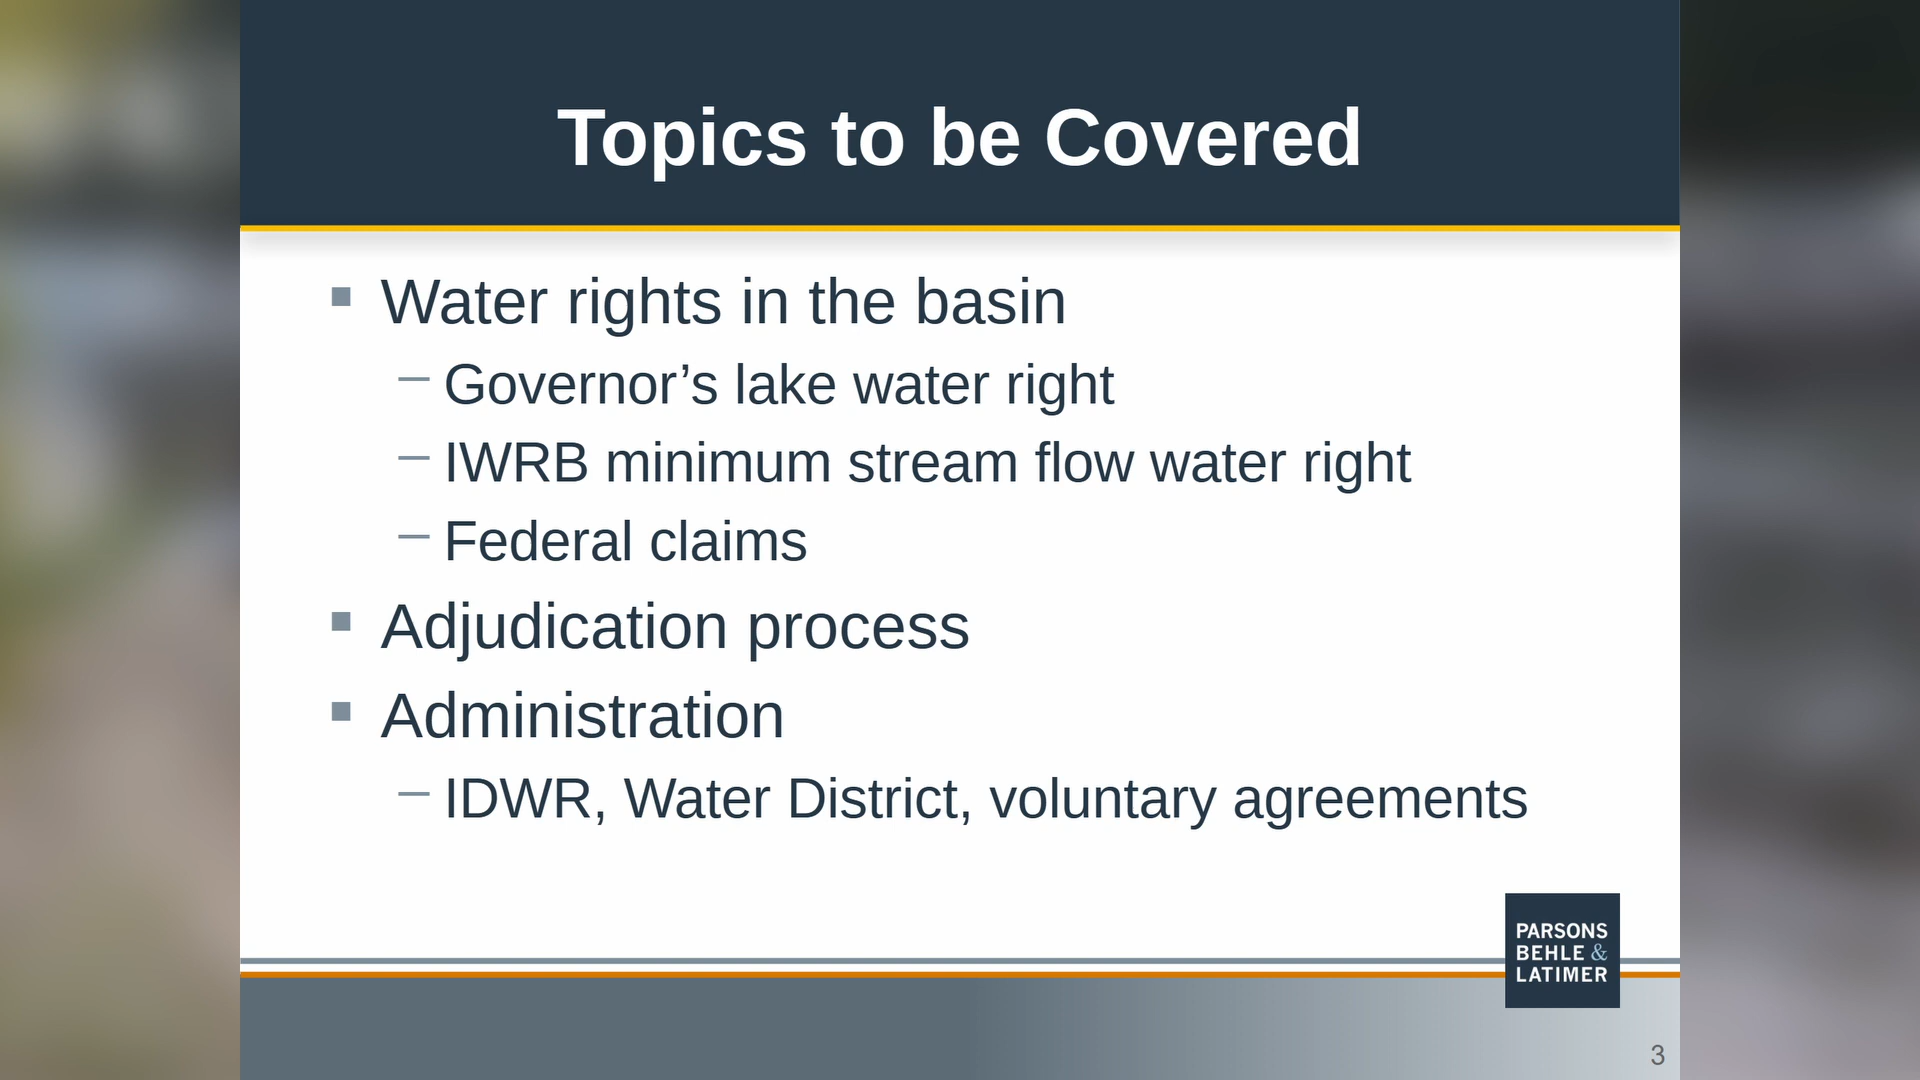 Topics to be Covered
▪ Water rights in the basin
– Governor’s lake water right
– IWRB minimum stream flow water right
– Federal claims
▪ Adjudication process
▪ Administration
– IDWR, Water District, voluntary agreements
PARSONS
BEHLE &
LATIMER
3